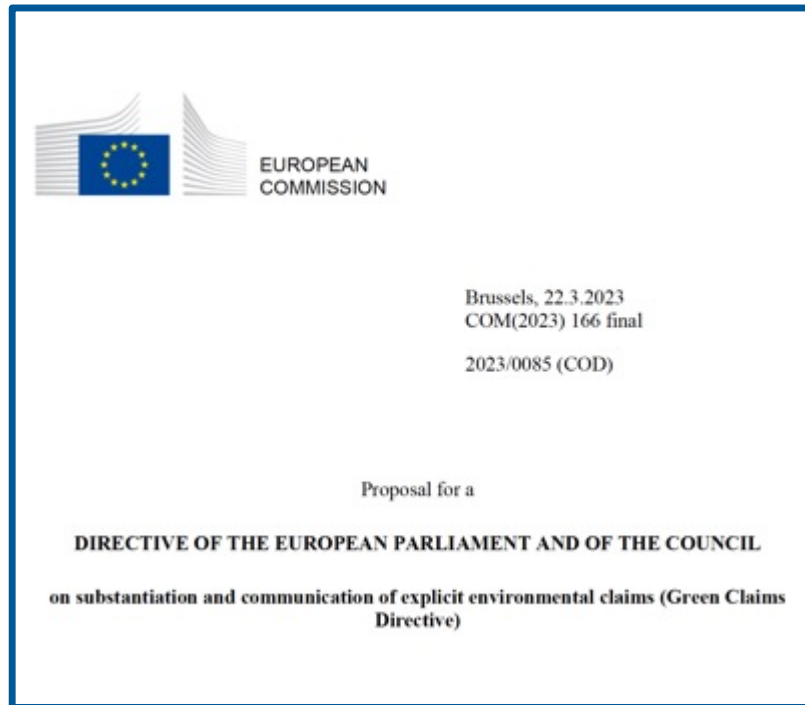 EUROPEAN
COMMISSION
Brussels, 22.3.2023
COM(2023) 166 final
2023/0085 (COD)
Proposal for a
DIRECTIVE OF THE EUROPEAN PARLIAMENT AND OF THE COUNCIL
on substantiation and communication of explicit environmental claims (Green Claims
Directive)